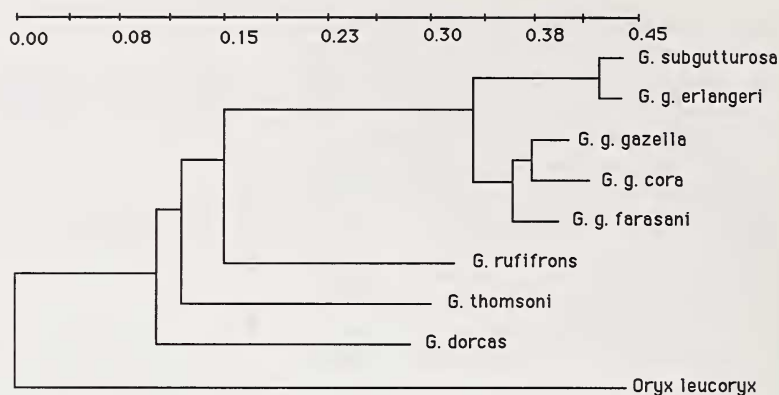 0.00 0.08 0.15 0.23 0.30 0.38 0.45
G. subgutturosa
G. g. erlangeri
G. g. gazella
G. g. cora
G. g. farasani
G. rufifrons
G. thomsoni
G. dorcas
Oryx leucoryx